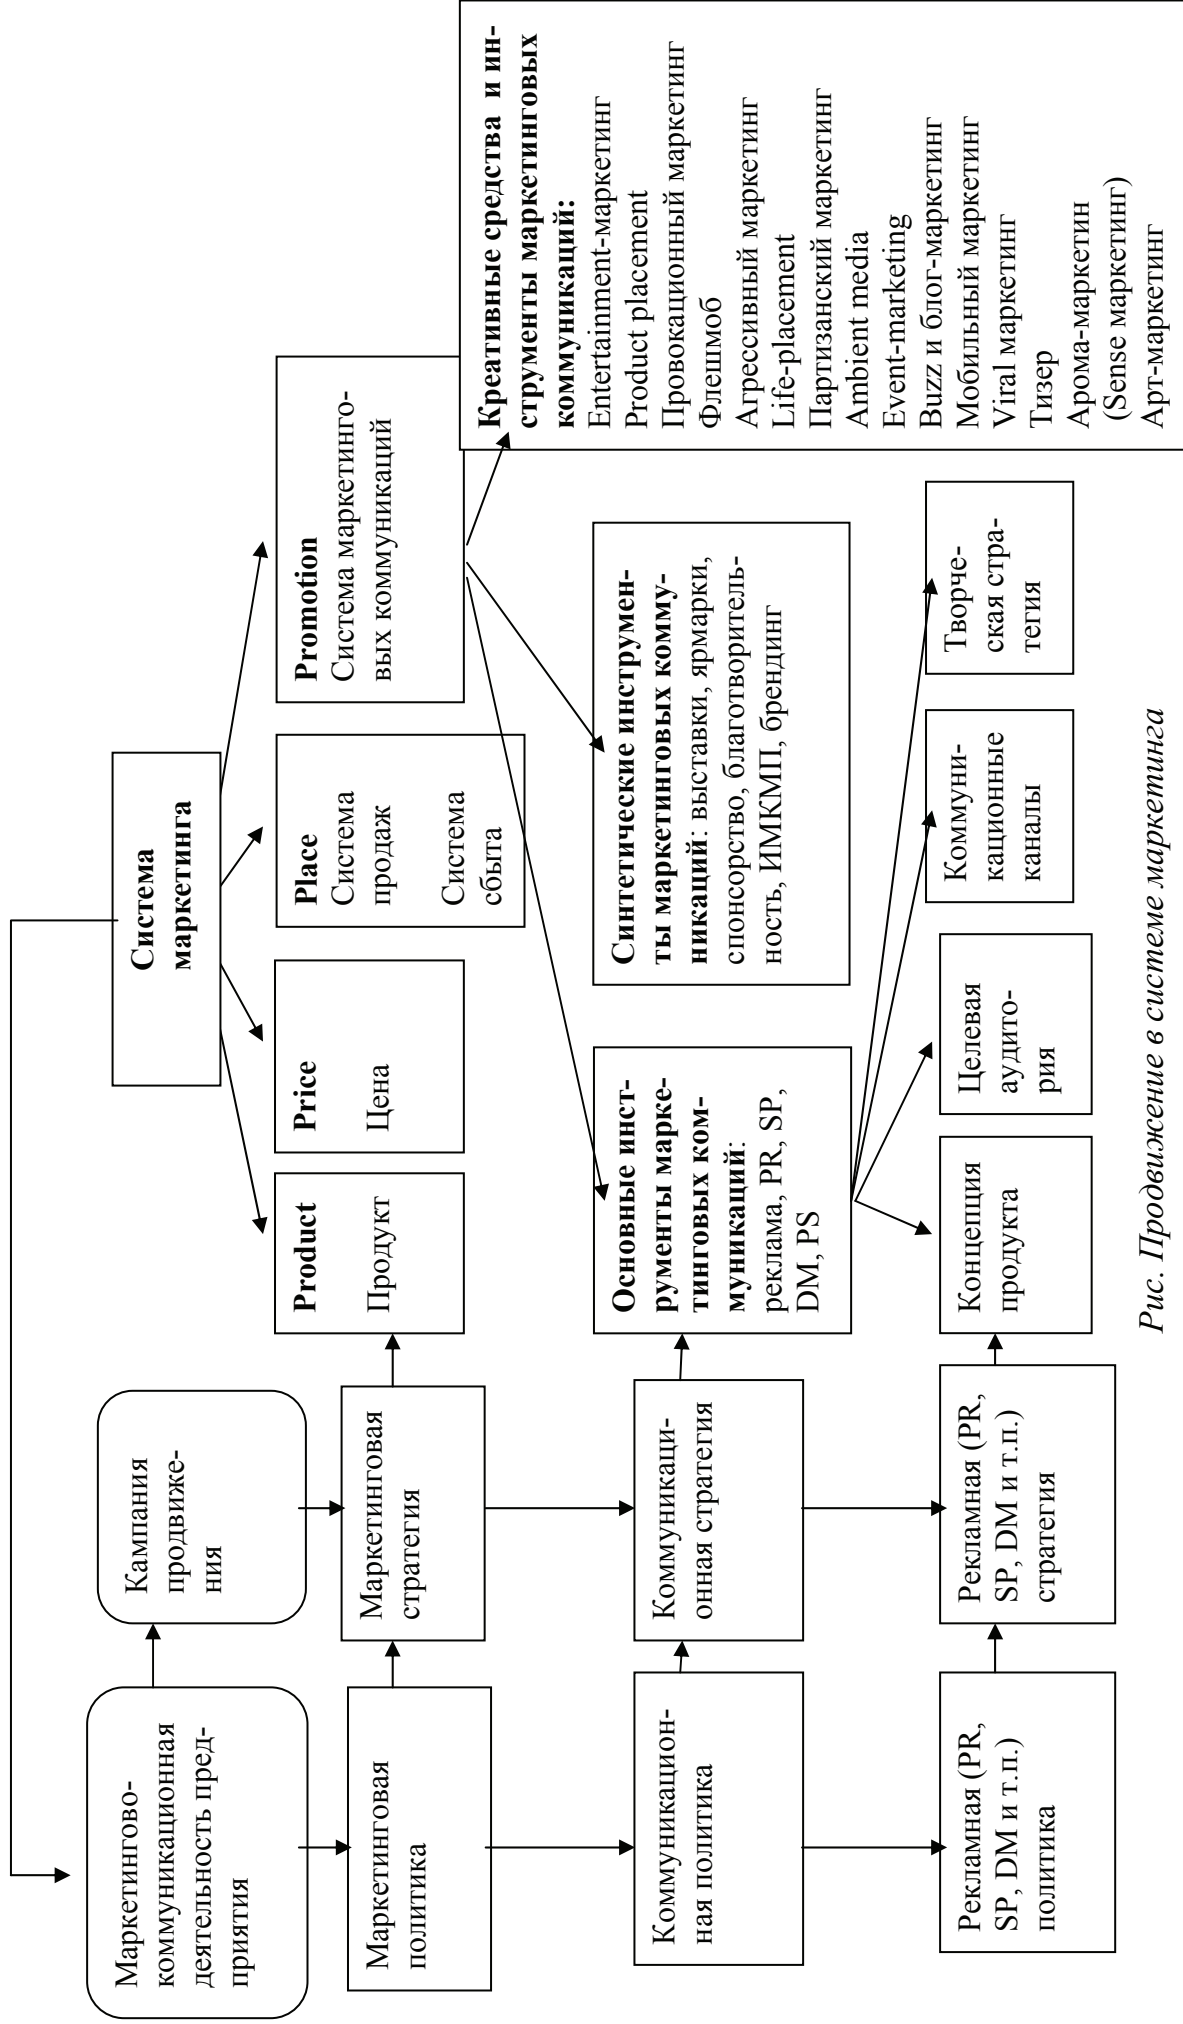 Система
маркетинга
Маркетингово-
коммуникационная
деятельность пред-
приятия
Кампания
продвиже-
ния
Product
Продукт
Price
Цена
Place
Система
продаж
Система
сбыта
Promotion
Система маркетинго-
вых коммуникаций
Маркетинговая
политика
Маркетинговая
стратегия
Креативные средства и ин-
струменты маркетинговых
коммуникаций:
Entertainment-маркетинг
Product placement
Провокационный маркетинг
Флешмоб
Агрессивный маркетинг
Life-placement
Партизанский маркетинг
Ambient media
Event-marketing
Buzz и блог-маркетинг
Мобильный маркетинг
Viral маркетинг
Тизер
Арома-маркетин
(Sense маркетинг)
Арт-маркетинг
Коммуникацион-
ная политика
Коммуникаци-
онная стратегия
Основные инст-
рументы марке-
тинговых ком-
муникаций:
реклама, PR, SP,
DM, PS
Синтетические инструмен-
ты маркетинговых комму-
никаций: выставки, ярмарки,
спонсорство, благотворитель-
ность, ИМКМП, брендинг
Рекламная (PR,
SP, DM и т.п.)
политика
Рекламная (PR,
SP, DM и т.п.)
стратегия
Концепция
продукта
Целевая
аудито-
рия
Коммуни-
кационные
каналы
Творче-
ская стра-
тегия
Рис. Продвижение в системе маркетинга